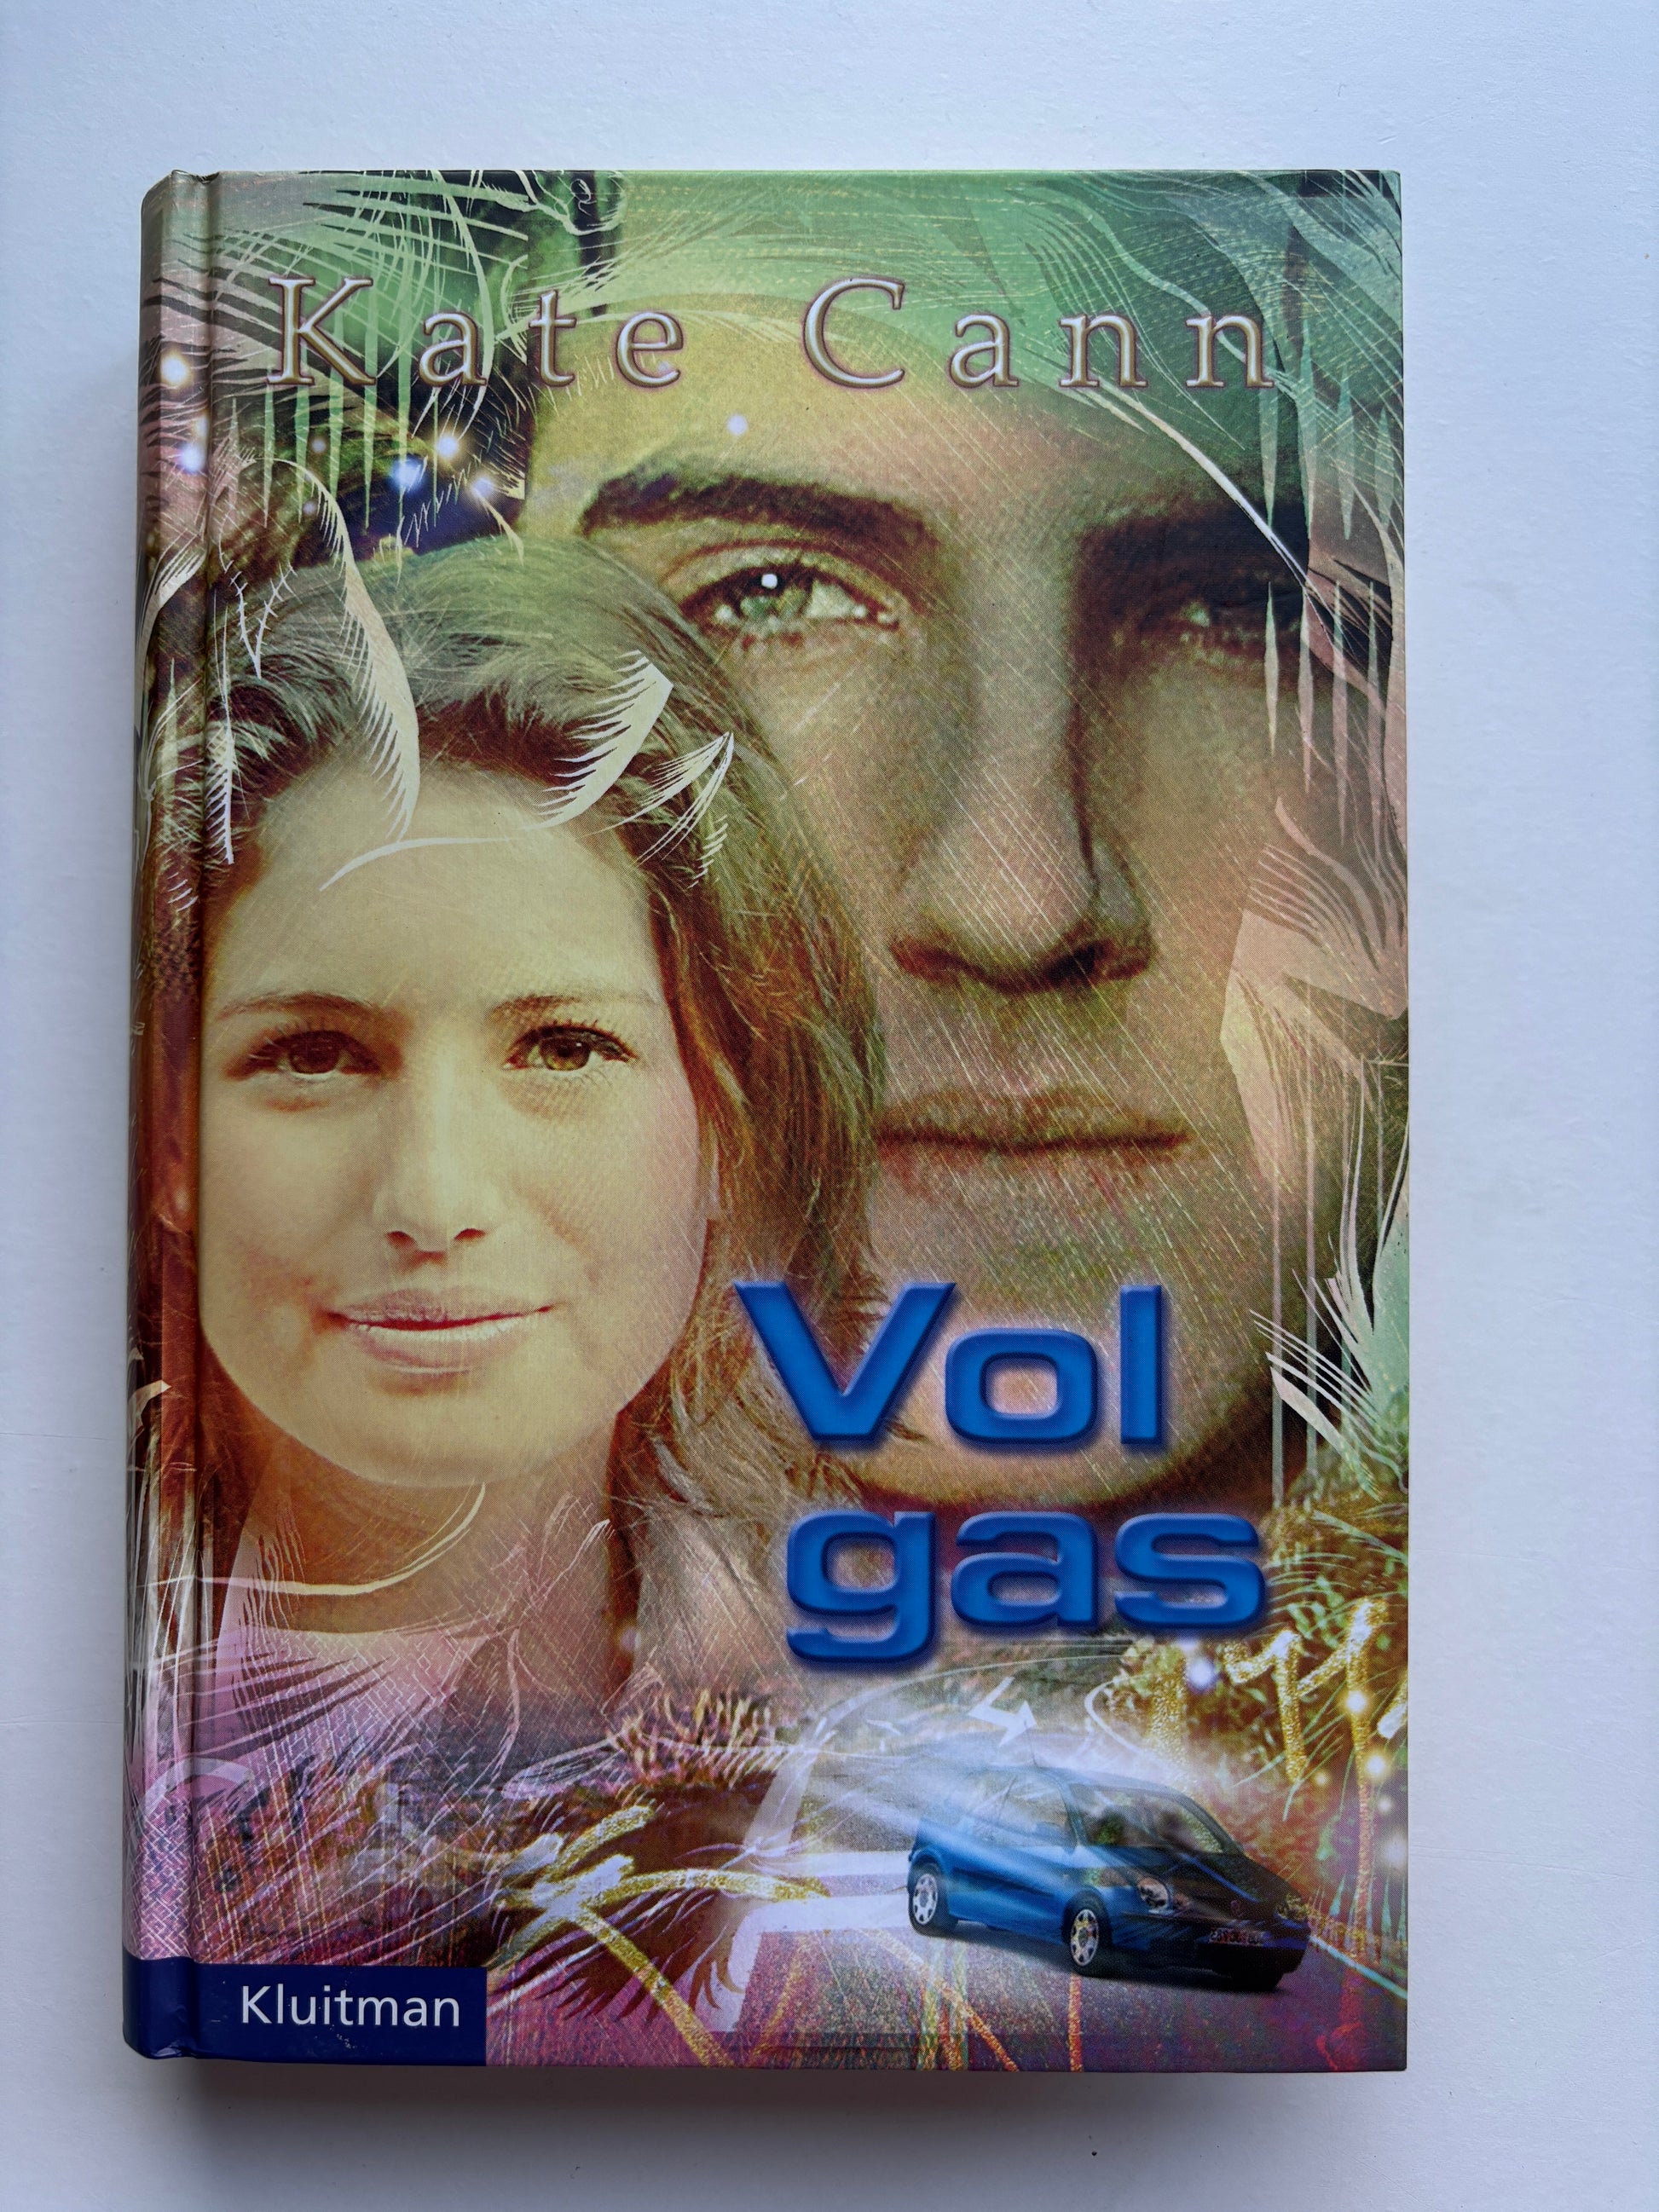 Kate Cann
Vol
gas
Kluitman